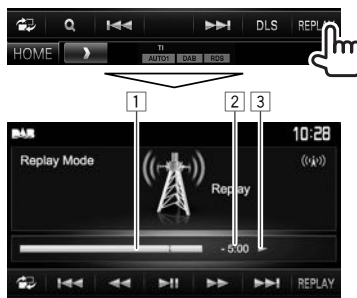 DLS REPLAY
HOME
TI
AUTO1 DAB RDS
1 2 3
DAB 10:28
Replay Mode
Replay
- 5:00
REPLAY